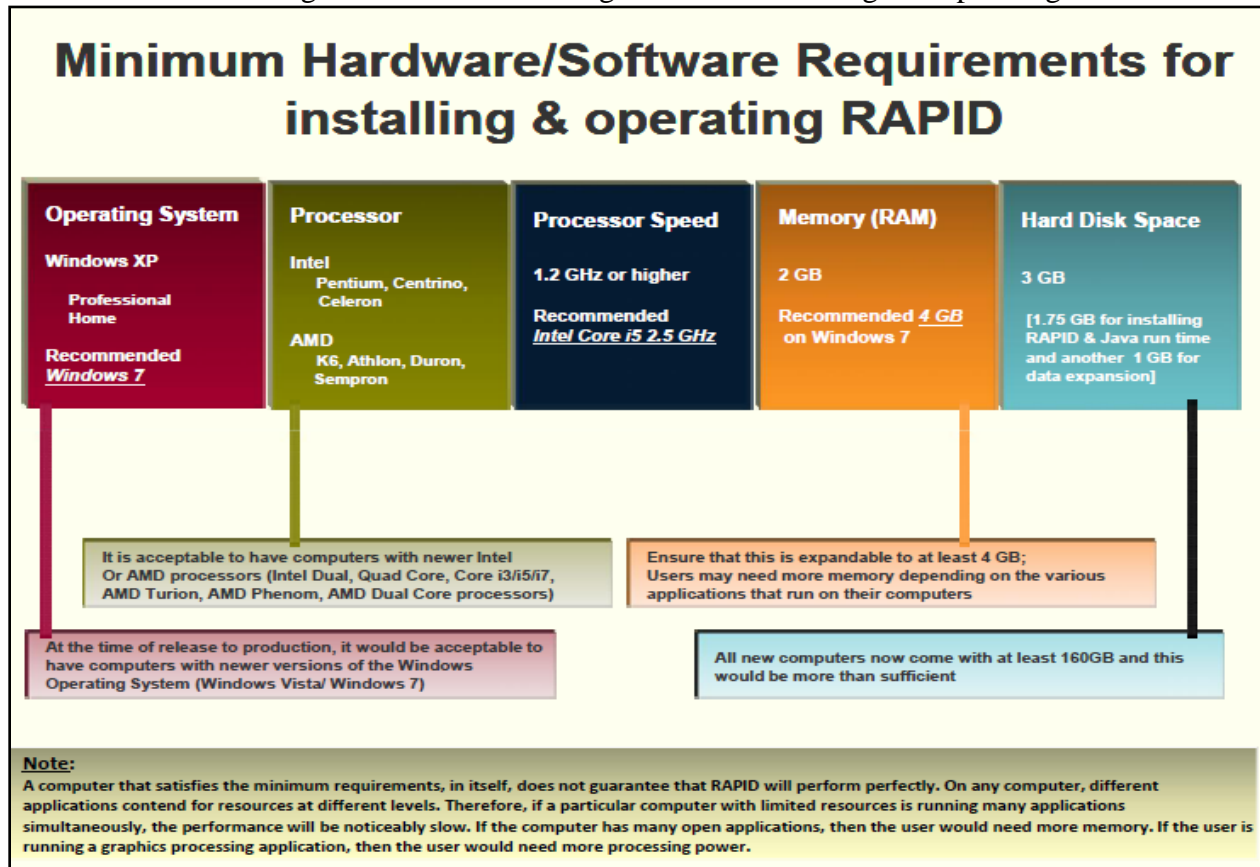 Minimum Hardware/Software Requirements for
installing & operating RAPID
Operating System
Windows XP
Professional
Home
Recommended
Windows 7
Processor
Intel
Pentium, Centrino,
Celeron
AMD
K6, Athlon, Duron,
Sempron
Processor Speed
1.2 GHz or higher
Recommended
Intel Core i5 2.5 GHz
Memory (RAM)
2 GB
Recommended 4 GB
on Windows 7
Hard Disk Space
3 GB
[1.75 GB for installing
RAPID & Java run time
and another 1 GB for
data expansion]
It is acceptable to have computers with newer Intel
Or AMD processors (Intel Dual, Quad Core, Core i3/i5/i7,
AMD Turion, AMD Phenom, AMD Dual Core processors)
Ensure that this is expandable to at least 4 GB;
Users may need more memory depending on the various
applications that run on their computers
At the time of release to production, it would be acceptable to
have computers with newer versions of the Windows
Operating System (Windows Vista/ Windows 7)
All new computers now come with at least 160GB and this
would be more than sufficient
Note:
A computer that satisfies the minimum requirements, in itself, does not guarantee that RAPID will perform perfectly. On any computer, different
applications contend for resources at different levels. Therefore, if a particular computer with limited resources is running many applications
simultaneously, the performance will be noticeably slow. If the computer has many open applications, then the user would need more memory. If the user is
running a graphics processing application, then the user would need more processing power.